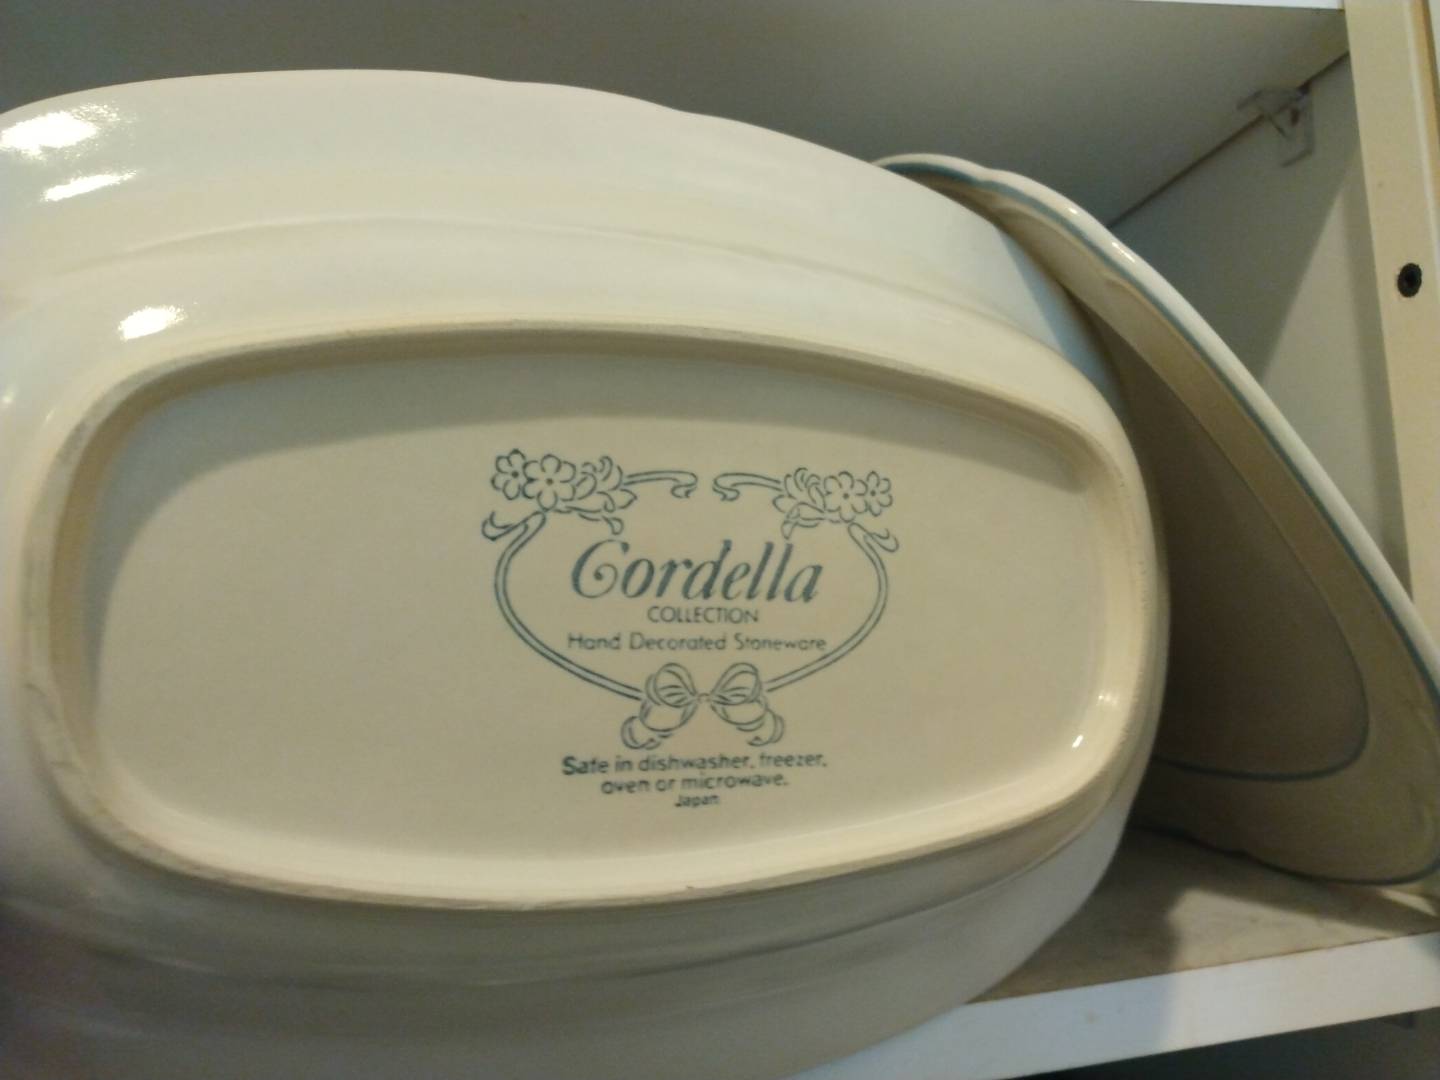 Cordella
COLLECTION
Hand Decorated Stoneware
Safe in dishwasher, freezer,
oven or microwave.
Japan